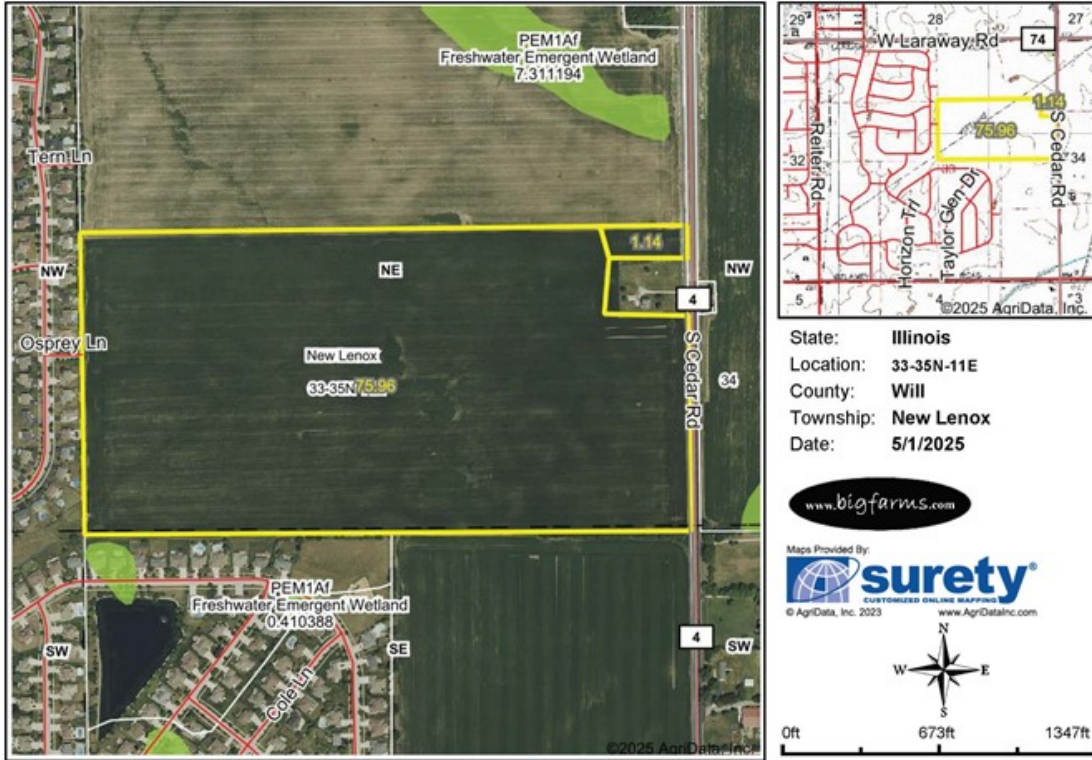 PEM1Af
Freshwater Emergent Wetland
7.311194
Tern Ln
1.14
NW
NE
NW
4
Osprey Ln
S Cedar Rd
New Lenox
33-35N
75.96
34
PEM1Af
Freshwater Emergent Wetland
0.410388
4
SW
SE
SW
Cole Ln
©2025 AgriData, Inc.
29
28
27
W Laraway Rd
74
1.14
75.96
Reiter Rd
S Cedar Rd
32
34
33
Horizon Trl
Taylor Glen Dr
5
4
3
©2025 AgriData, Inc.
State: Illinois
Location: 33-35N-11E
County: Will
Township: New Lenox
Date: 5/1/2025
www.bigfarms.com
Maps Provided By:
surety®
CUSTOMIZED ONLINE MAPPING
© AgriData, Inc. 2023 www.AgriDataInc.com
N
W E
S
0ft 673ft 1347ft